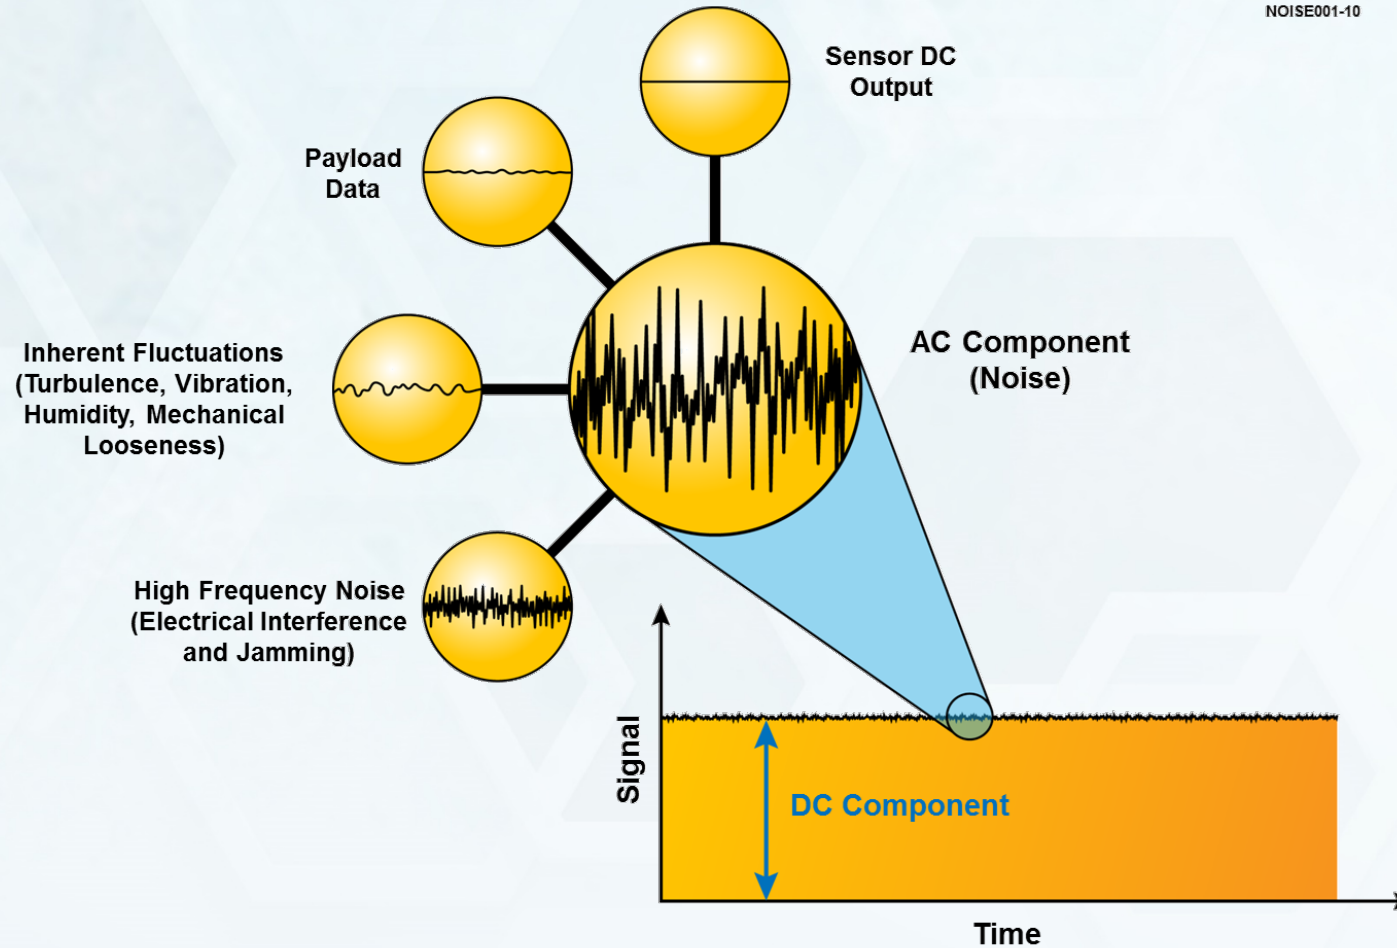 NOISE001-10
Sensor DC
Output
Payload
Data
AC Component
(Noise)
Inherent Fluctuations
(Turbulence, Vibration,
Humidity, Mechanical
Looseness)
High Frequency Noise
(Electrical Interference
and Jamming)
Signal
DC Component
Time